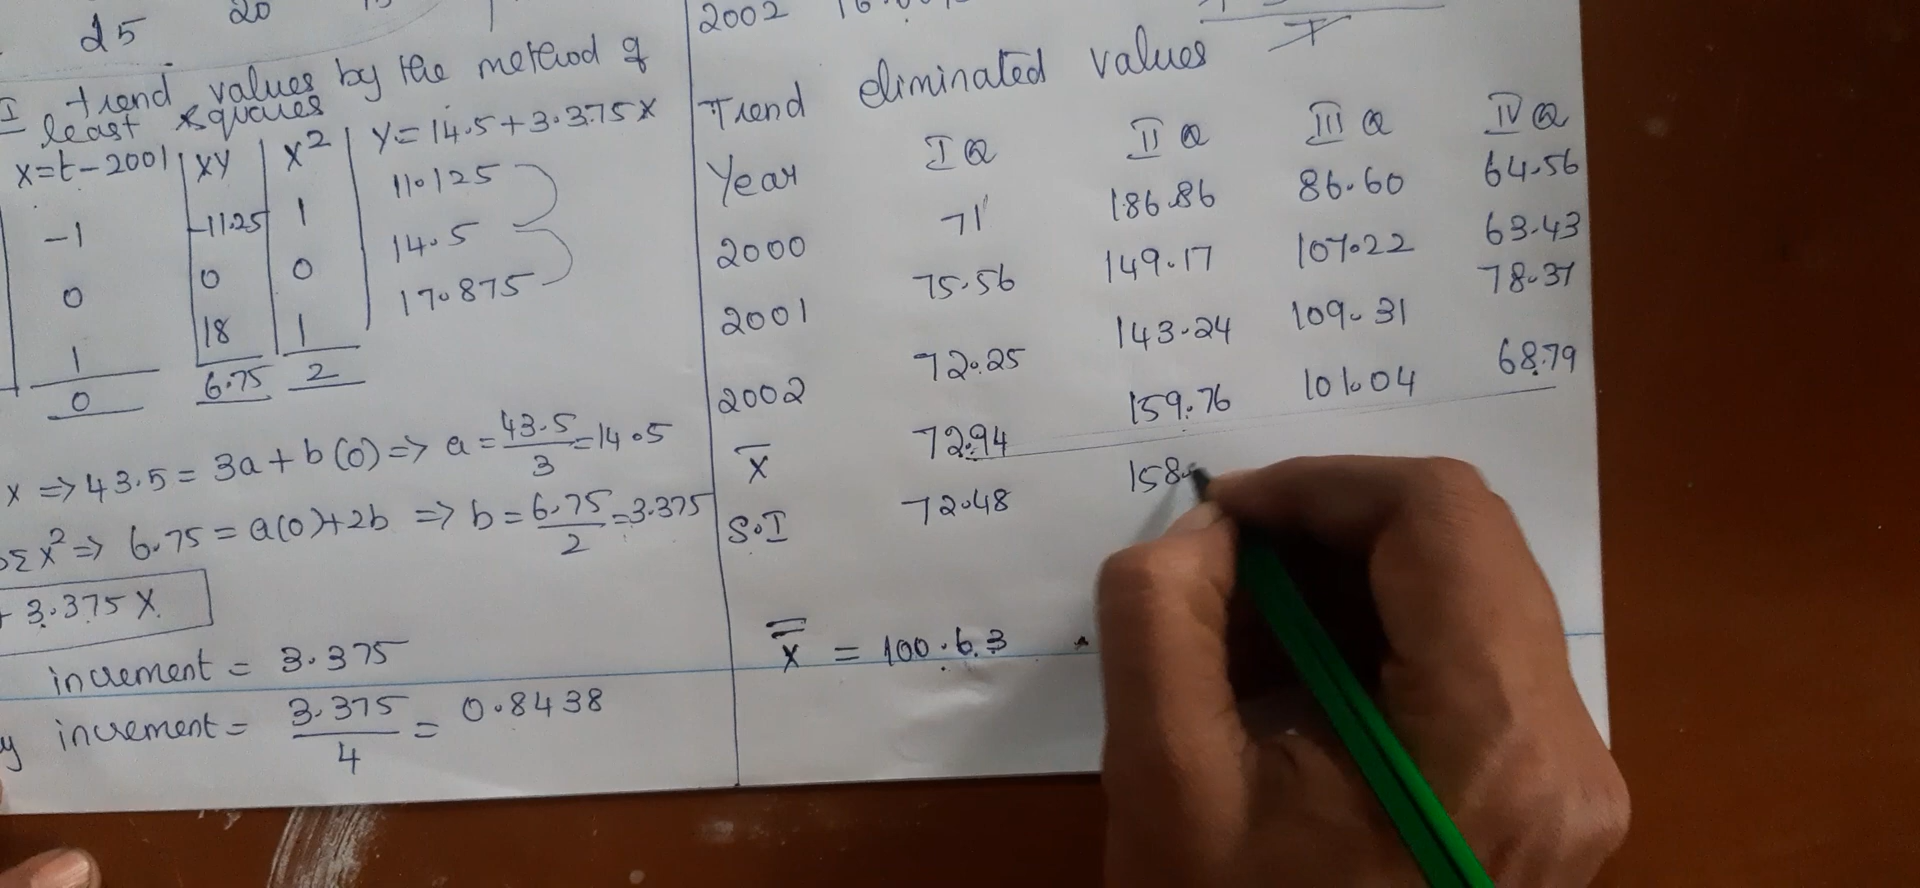 25 20
2002
I trend values by the method of
least squares
x=t-2001 XY X² Y=14.5+3.375X
-1 -11.25 1 11.125
0 0 0 14.5
1 18 1 17.875
0 6.75 2
x => 43.5 = 3a+b(0) => a = 43.5/3 = 14.5
Σx² => 6.75 = a(0)+2b => b = 6.75/2 = 3.375
+ 3.375X
increment = 3.375
y increment = 3.375/4 = 0.8438
Trend eliminated values
Year I Q II Q III Q IV Q
2000 71 186.86 86.60 64.56
2001 75.56 149.17 107.22 63.43
2002 72.25 143.24 109.31 78.37
x̄ 72.94 159.76 101.04 68.79
S.I 72.48 158.
x̿ = 100.63